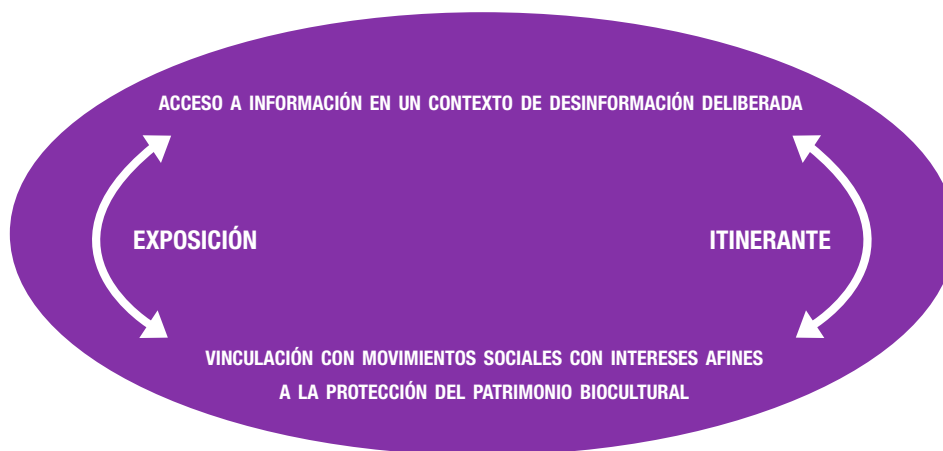 ACCESO A INFORMACIÓN EN UN CONTEXTO DE DESINFORMACIÓN DELIBERADA
EXPOSICIÓN
ITINERANTE
VINCULACIÓN CON MOVIMIENTOS SOCIALES CON INTERESES AFINES
A LA PROTECCIÓN DEL PATRIMONIO BIOCULTURAL